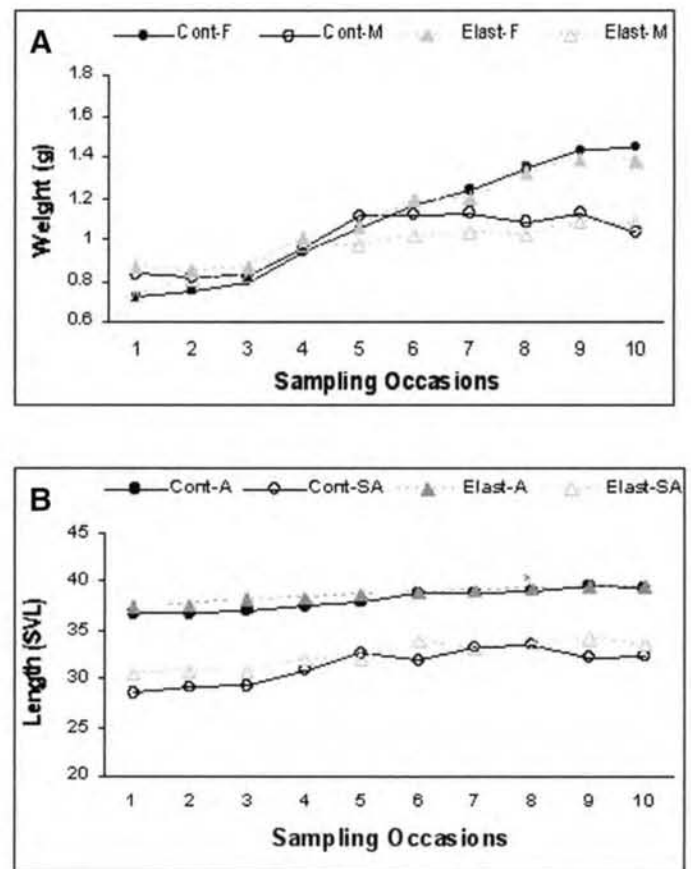 A
Cont-F Cont-M Elast-F Elast-M
1.8
1.6
1.4
1.2
1
0.8
0.6
Weight (g)
1 2 3 4 5 6 7 8 9 10
Sampling Occasions
B
Cont-A Cont-SA Elast-A Elast-SA
45
40
35
30
25
20
Length (SVL)
1 2 3 4 5 6 7 8 9 10
Sampling Occasions